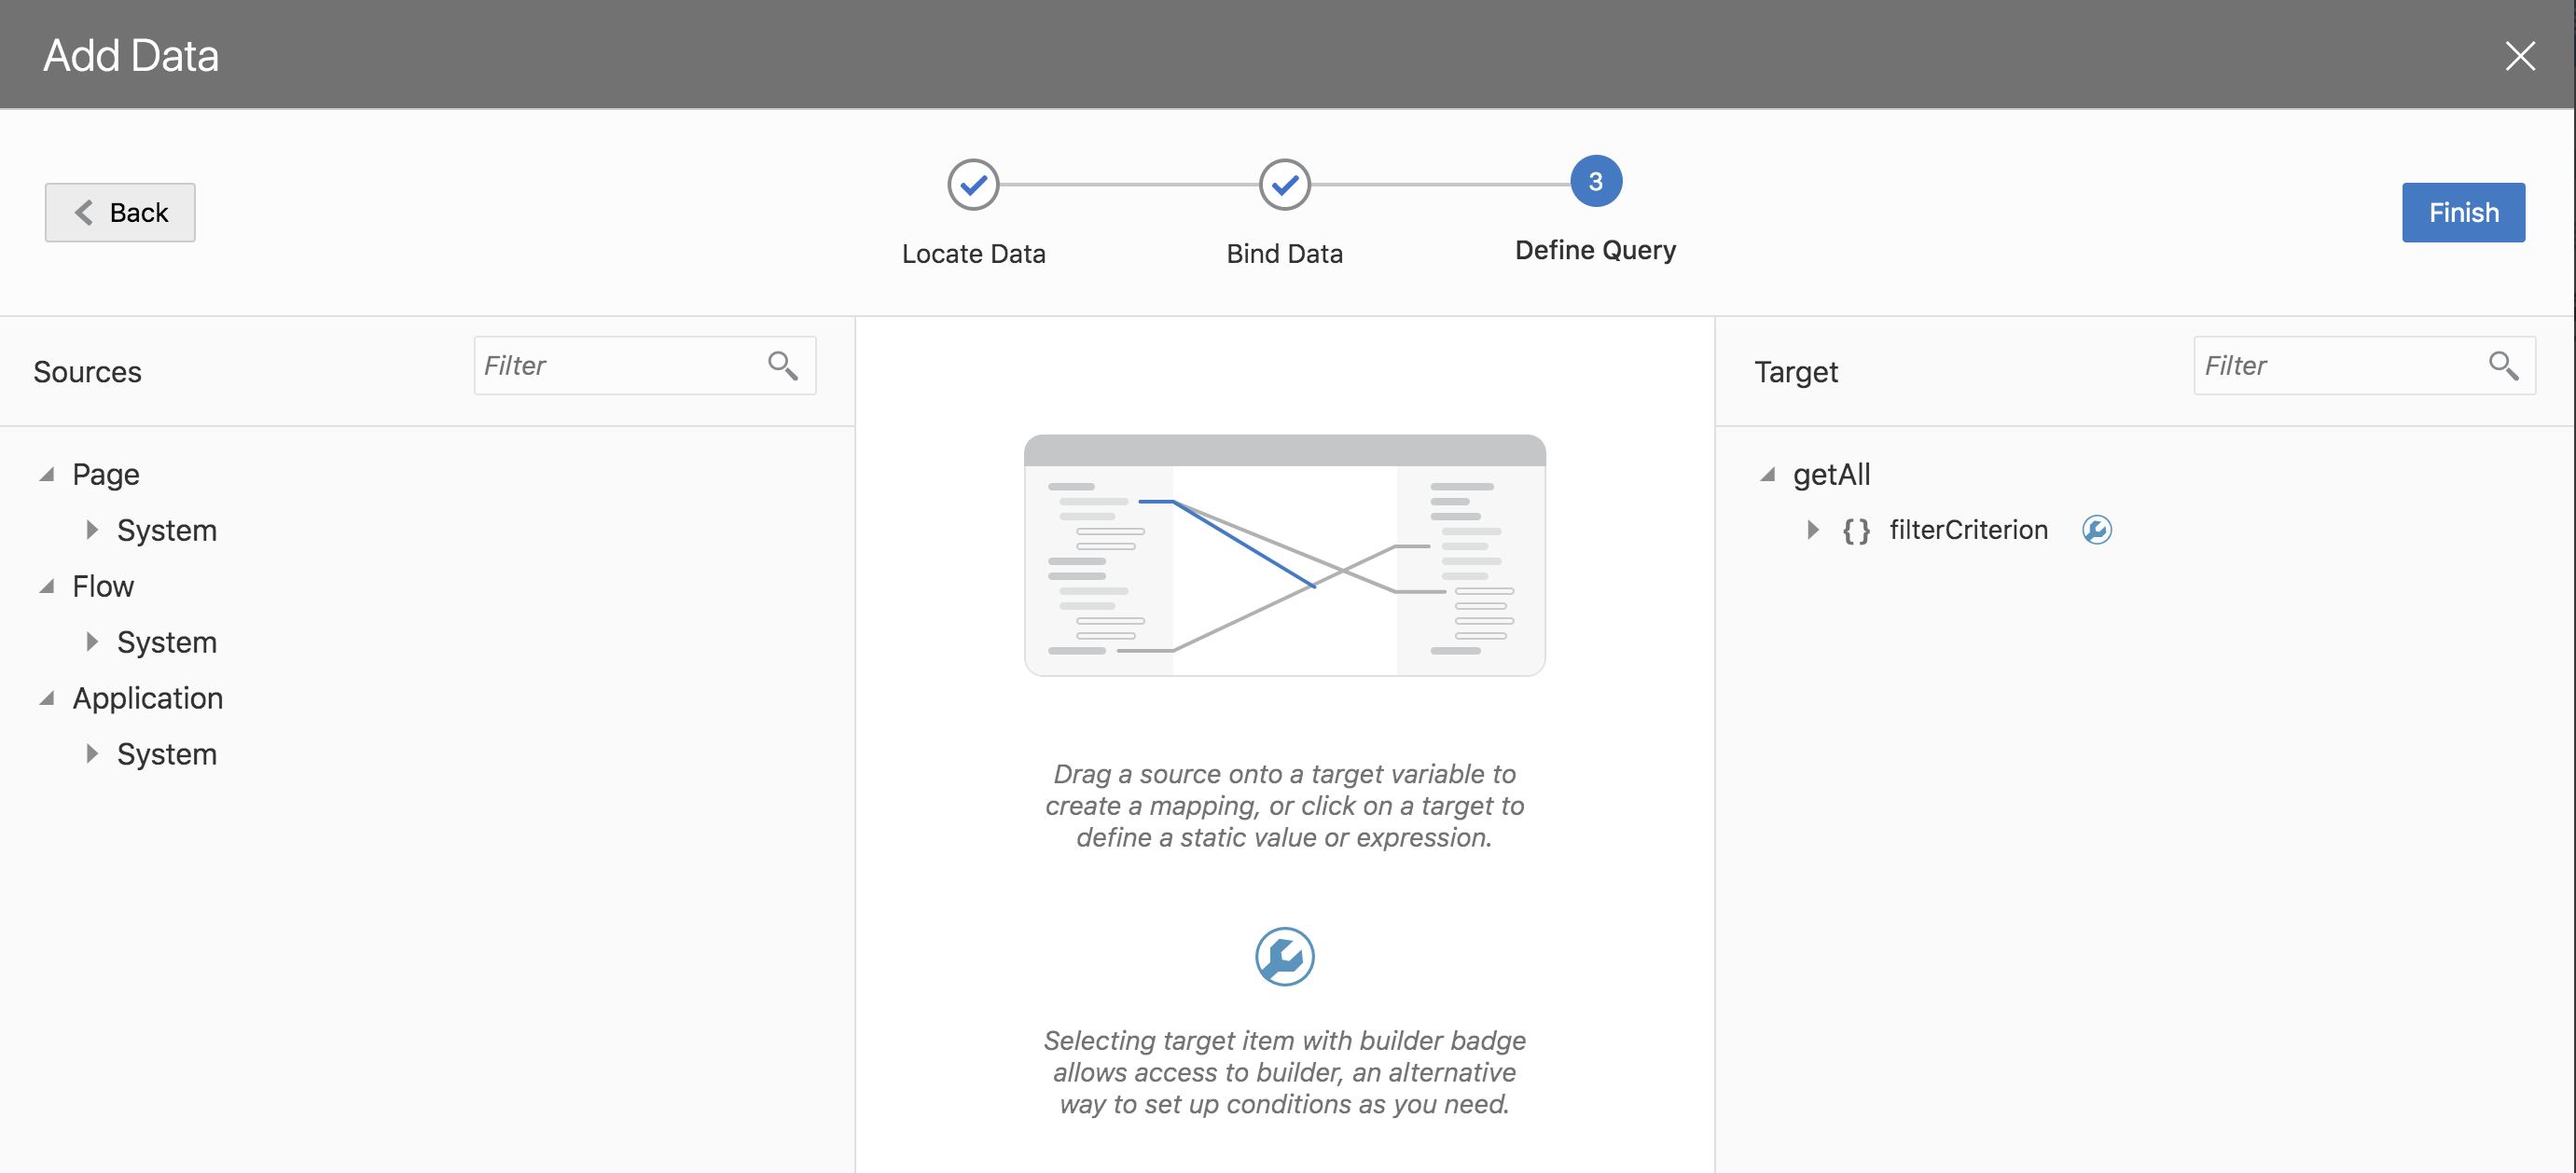 Add Data
Back
Locate Data
Bind Data
3
Define Query
Finish
Sources
Filter
Page
System
Flow
System
Application
System
Drag a source onto a target variable to
create a mapping, or click on a target to
define a static value or expression.
Selecting target item with builder badge
allows access to builder, an alternative
way to set up conditions as you need.
Target
Filter
getAll
{} filterCriterion